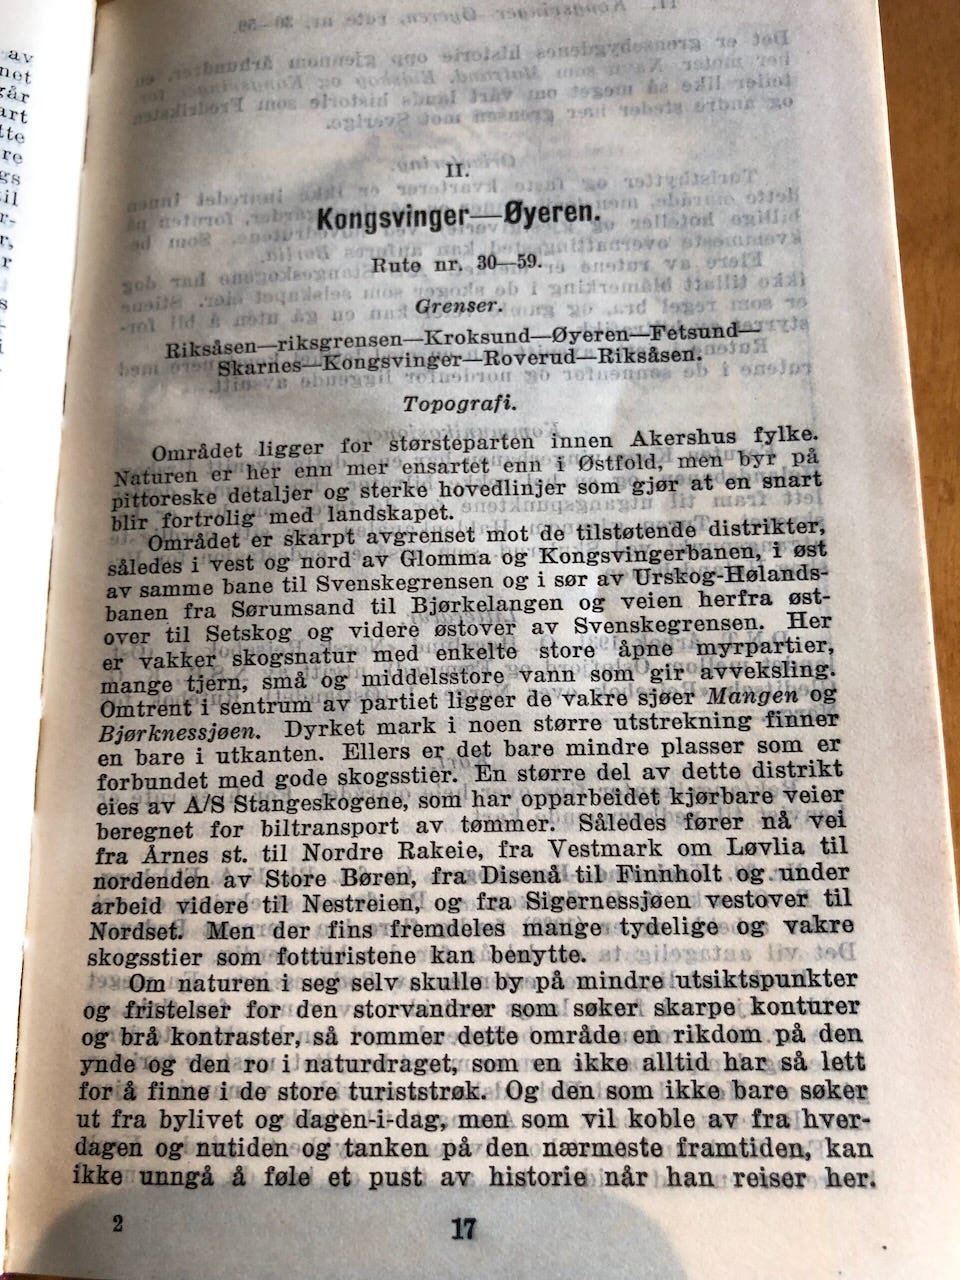 II.
Kongsvinger—Øyeren.
Rute nr. 30—59.
Grenser.
Riksåsen—riksgrensen—Kroksund—Øyeren—Fetsund—
Skarnes—Kongsvinger—Roverud—Riksåsen.
Topografi.
Området ligger for størsteparten innen Akershus fylke.
Naturen er her enn mer ensartet enn i Østfold, men byr på
pittoreske detaljer og sterke hovedlinjer som gjør at en snart
blir fortrolig med landskapet.
Området er skarpt avgrenset mot de tilstøtende distrikter,
således i vest og nord av Glomma og Kongsvingerbanen, i øst
av samme bane til Svenskegrensen og i sør av Urskog-Hølands-
banen fra Sørumsand til Bjørkelangen og veien herfra øst-
over til Setskog og videre østover av Svenskegrensen. Her
er vakker skogsnatur med enkelte store åpne myrpartier,
mange tjern, små og middelsstore vann som gir avveksling.
Omtrent i sentrum av partiet ligger de vakre sjøer Mangen og
Bjørknessjøen. Dyrket mark i noen større utstrekning finner
en bare i utkanten. Ellers er det bare mindre plasser som er
forbundet med gode skogsstier. En større del av dette distrikt
eies av A/S Stangeskogene, som har opparbeidet kjørbare veier
beregnet for biltransport av tømmer. Således fører nå vei
fra Årnes st. til Nordre Rakeie, fra Vestmark om Løvlia til
nordenden av Store Børen, fra Disenå til Finnholt og under
arbeid videre til Nestreien, og fra Sigernessjøen vestover til
Nordset. Men der fins fremdeles mange tydelige og vakre
skogsstier som fotturistene kan benytte.
Om naturen i seg selv skulle by på mindre utsiktspunkter
og fristelser for den storvandrer som søker skarpe konturer
og brå kontraster, så rommer dette område en rikdom på den
ynde og den ro i naturdraget, som en ikke alltid har så lett
for å finne i de store turiststrøk. Og den som ikke bare søker
ut fra bylivet og dagen-i-dag, men som vil koble av fra hver-
dagen og nutiden og tanken på den nærmeste framtiden, kan
ikke unngå å føle et pust av historie når han reiser her.
2
17